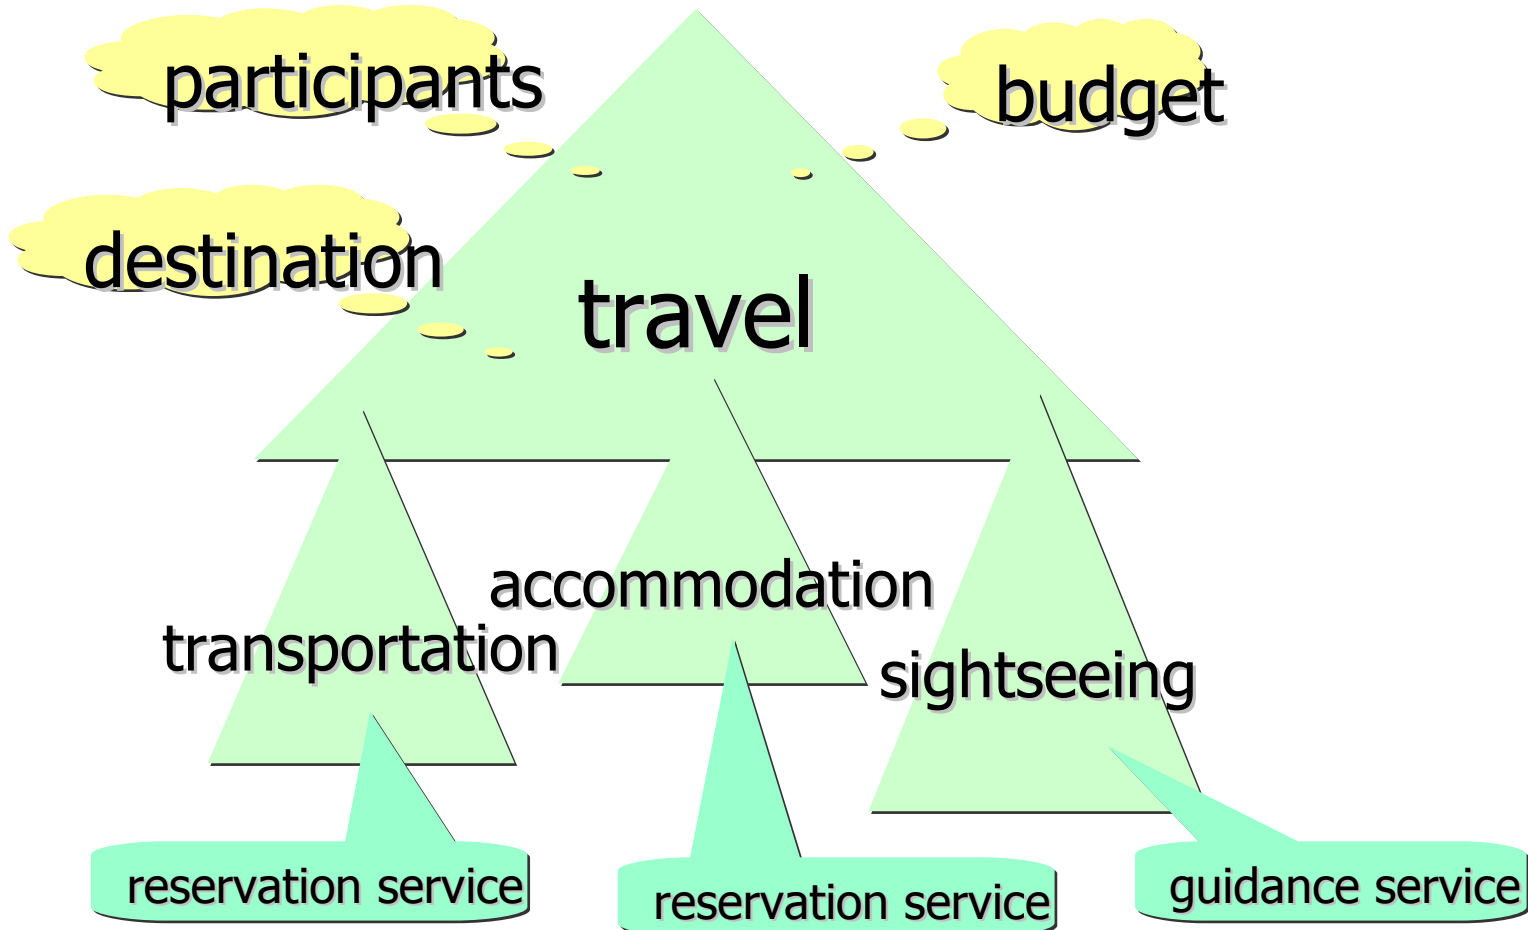 participants
budget
destination
travel
accommodation
transportation
sightseeing
reservation service
reservation service
guidance service